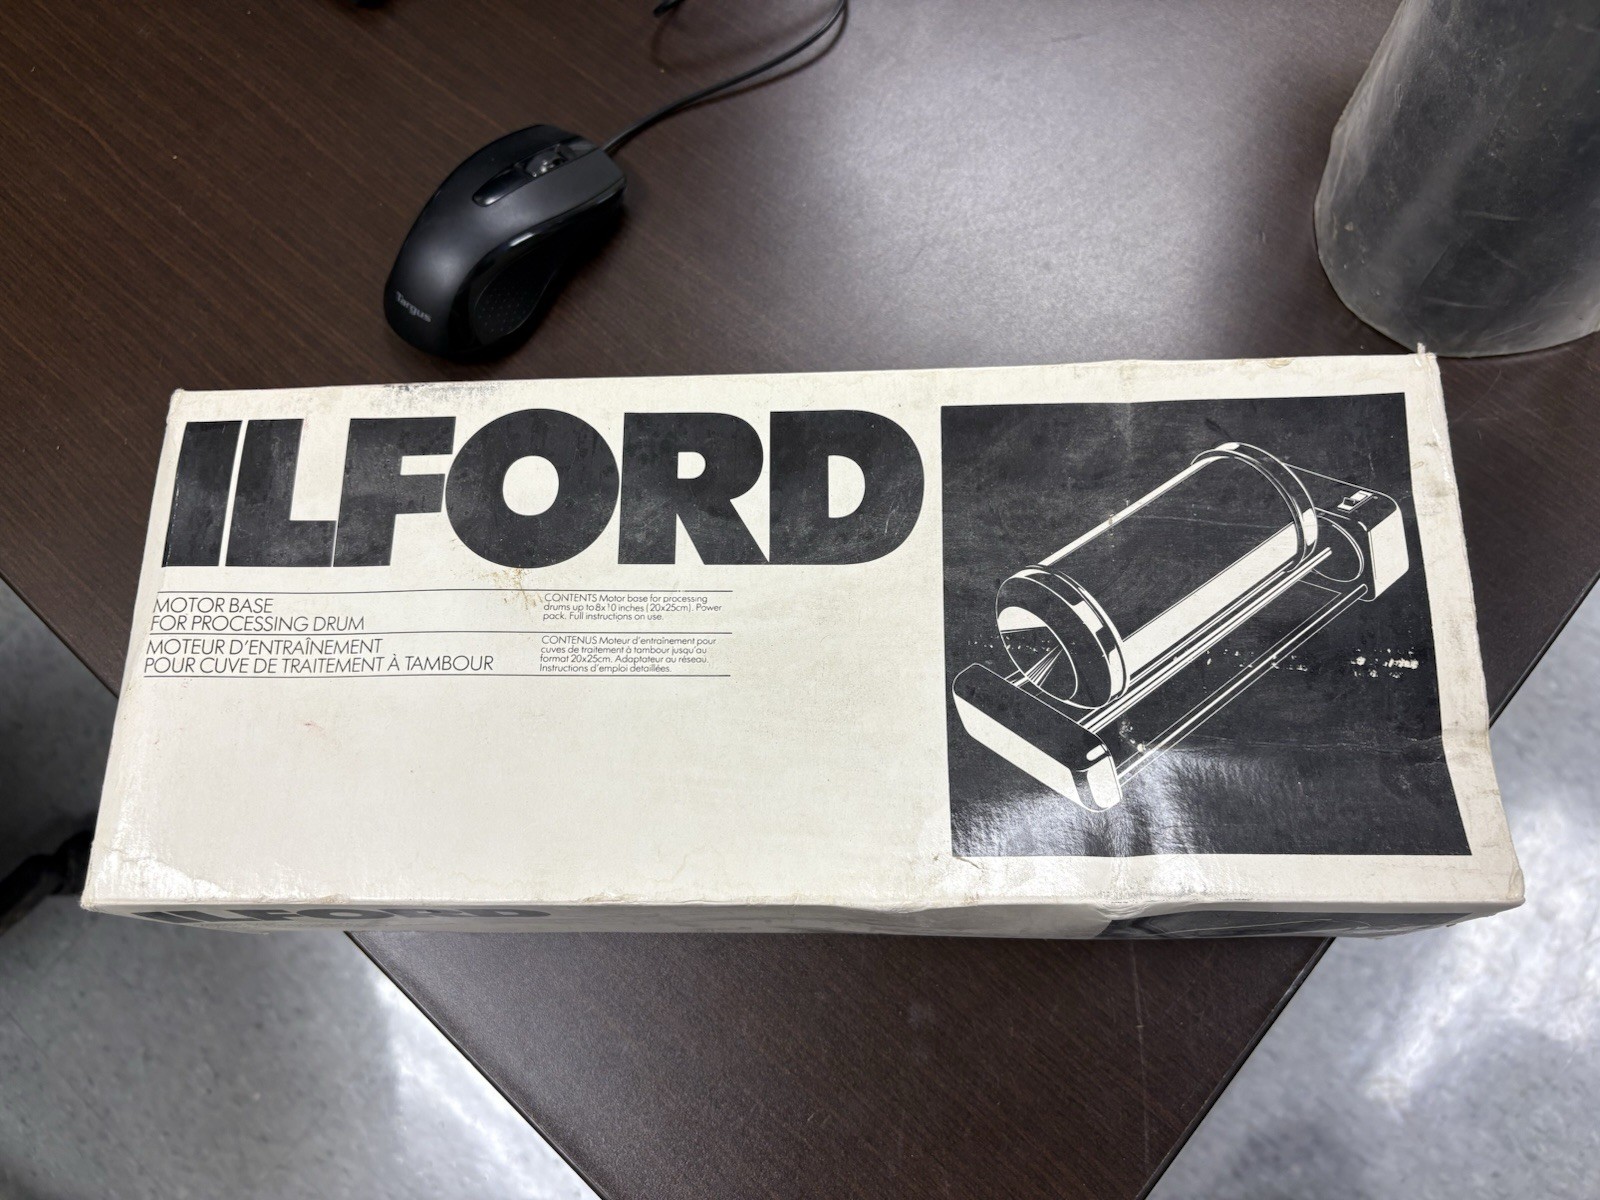 Targus
ILFORD
MOTOR BASE
FOR PROCESSING DRUM
CONTENTS Motor base for processing
drums up to 8x10 inches (20x25cm). Power
pack. Full instructions on use.
MOTEUR D'ENTRAÎNEMENT
POUR CUVE DE TRAITEMENT À TAMBOUR
CONTENUS Moteur d'entraînement pour
cuves de traitement à tambour jusqu'au
format 20x25cm. Adaptateur au réseau.
Instructions d'emploi detaillées.
ILFORD